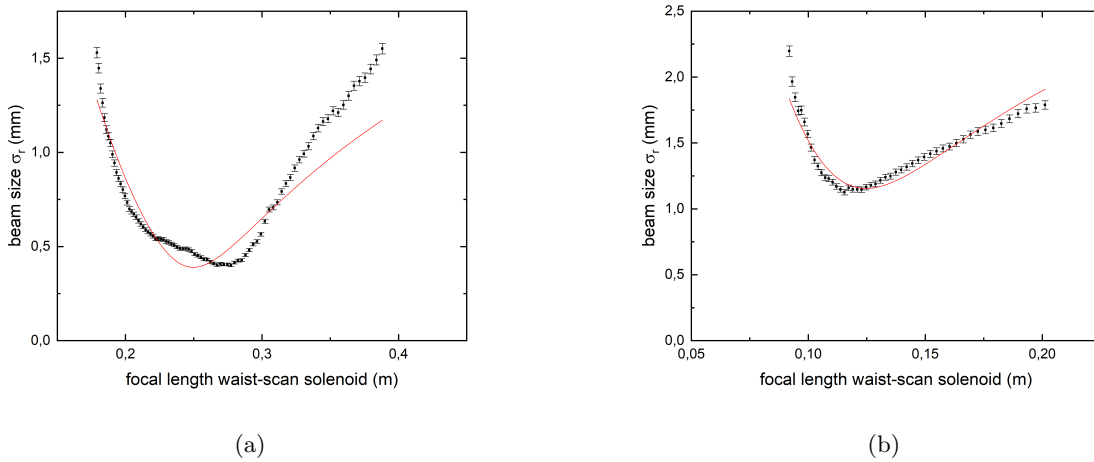 1,5
1,0
0,5
0,0
0,2
0,3
0,4
beam size σr (mm)
focal length waist-scan solenoid (m)
(a)
2,5
2,0
1,5
1,0
0,5
0,0
0,05
0,10
0,15
0,20
beam size σr (mm)
focal length waist-scan solenoid (m)
(b)